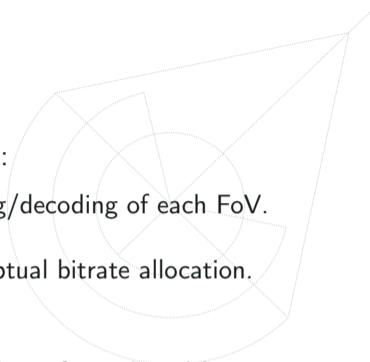 :
g/decoding of each FoV.
ptual bitrate allocation.